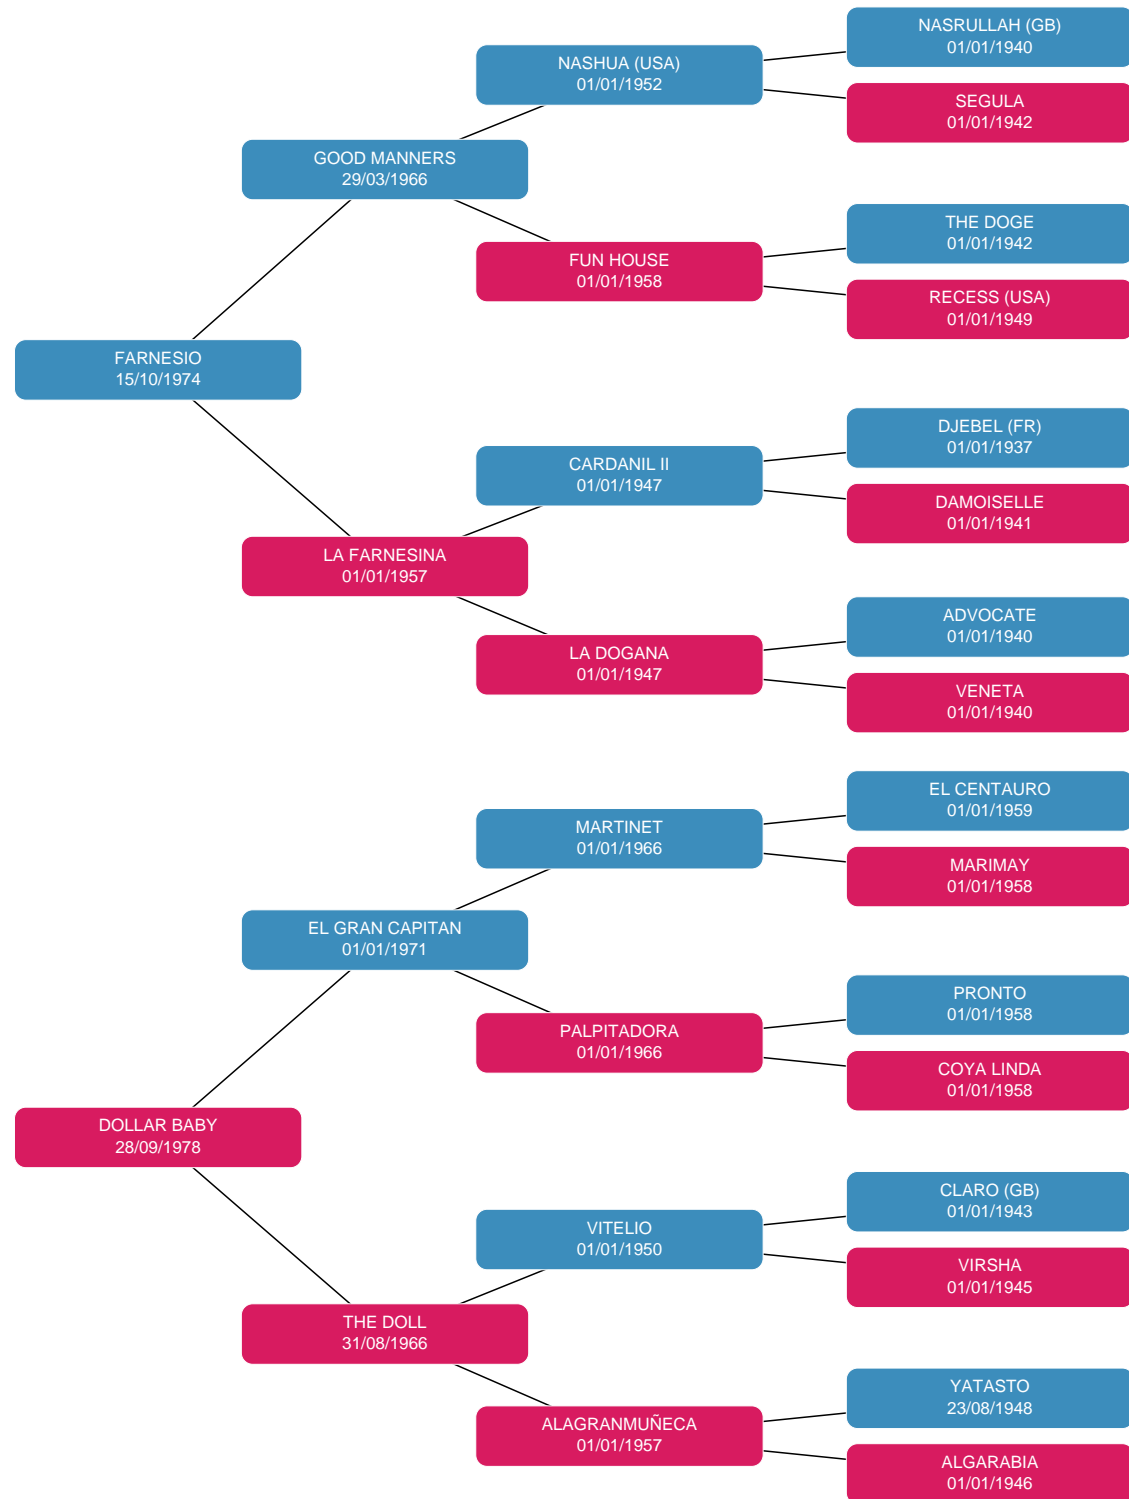 NASRULLAH (GB)
01/01/1940
NASHUA (USA)
01/01/1952
SEGULA
01/01/1942
GOOD MANNERS
29/03/1966
THE DOGE
01/01/1942
FUN HOUSE
01/01/1958
RECESS (USA)
01/01/1949
FARNESIO
15/10/1974
DJEBEL (FR)
01/01/1937
CARDANIL II
01/01/1947
DAMOISELLE
01/01/1941
LA FARNESINA
01/01/1957
ADVOCATE
01/01/1940
LA DOGANA
01/01/1947
VENETA
01/01/1940
EL CENTAURO
01/01/1959
MARTINET
01/01/1966
MARIMAY
01/01/1958
EL GRAN CAPITAN
01/01/1971
PRONTO
01/01/1958
PALPITADORA
01/01/1966
COYA LINDA
01/01/1958
DOLLAR BABY
28/09/1978
CLARO (GB)
01/01/1943
VITELIO
01/01/1950
VIRSHA
01/01/1945
THE DOLL
31/08/1966
YATASTO
23/08/1948
ALAGRANMUÑECA
01/01/1957
ALGARABIA
01/01/1946